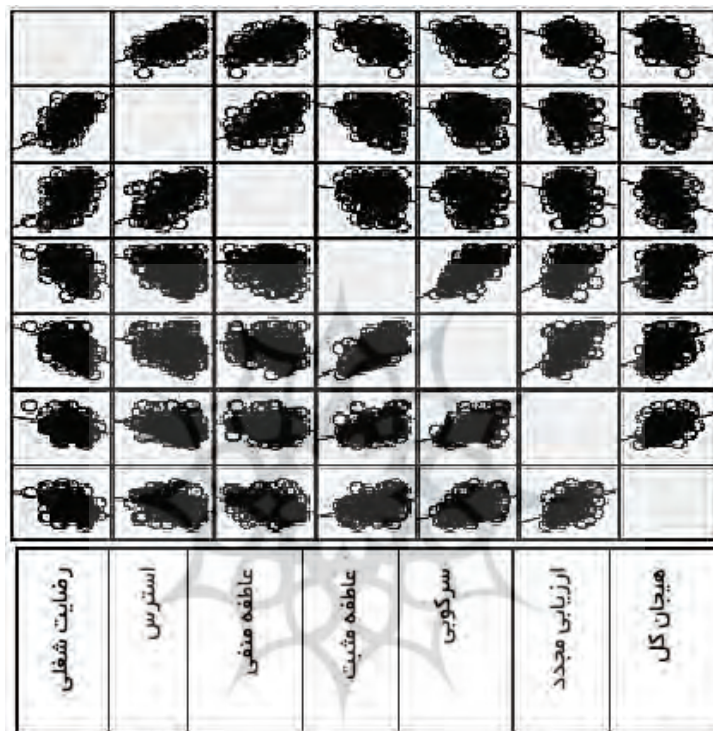 رضایت شغلی
استرس
عاطفه منفی
عاطفه مثبت
سرکوبی
ارزیابی مجدد
هیجان کل